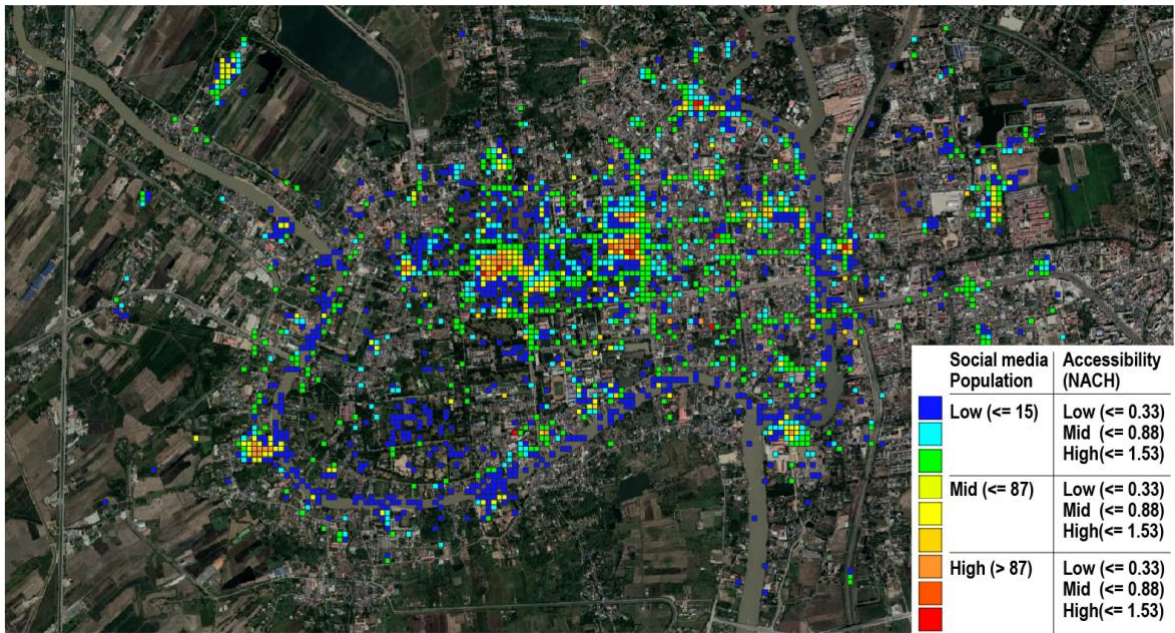 Social media Accessibility
Population (NACH)
Low (<= 15) Low (<= 0.33)
Mid (<= 0.88)
High(<= 1.53)
Mid (<= 87) Low (<= 0.33)
Mid (<= 0.88)
High(<= 1.53)
High (> 87) Low (<= 0.33)
Mid (<= 0.88)
High(<= 1.53)